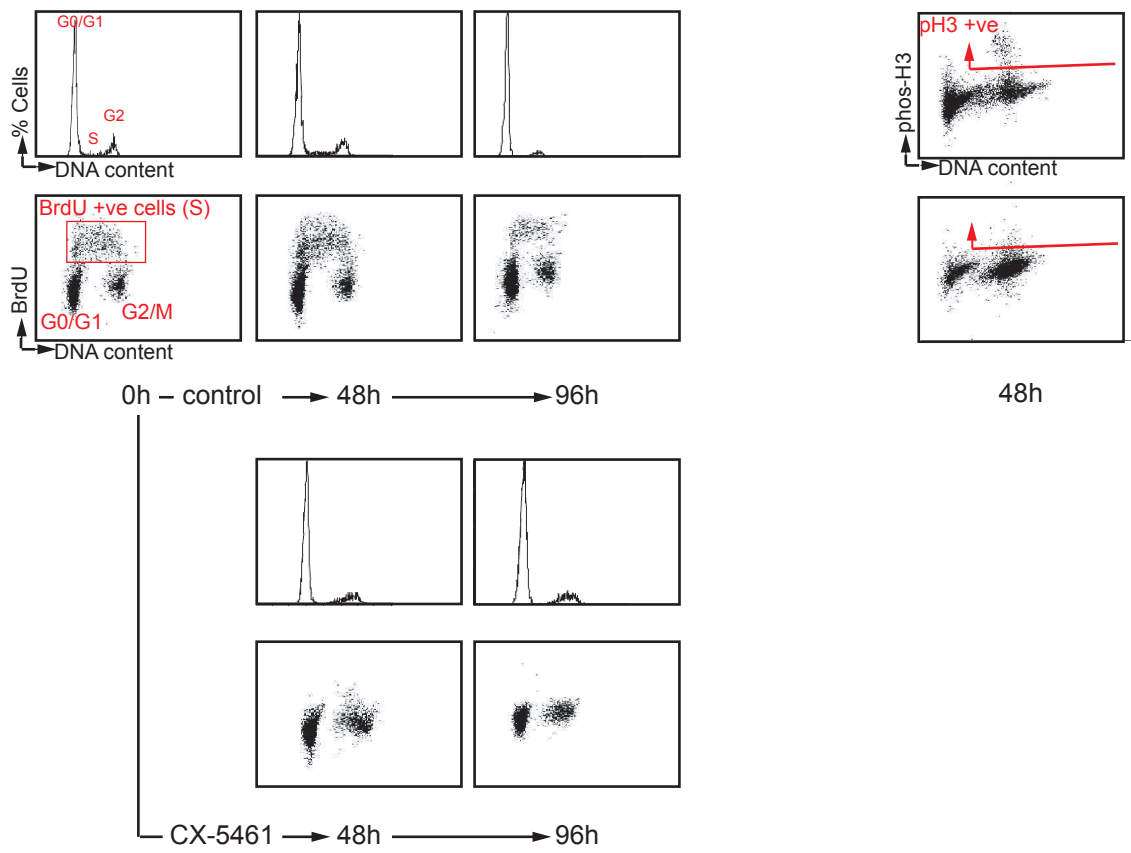 G0/G1
G2
S
% Cells
DNA content
pH3 +ve
phos-H3
DNA content
BrdU +ve cells (S)
G0/G1
G2/M
BrdU
DNA content
0h – control 48h 96h
48h
CX-5461 48h 96h